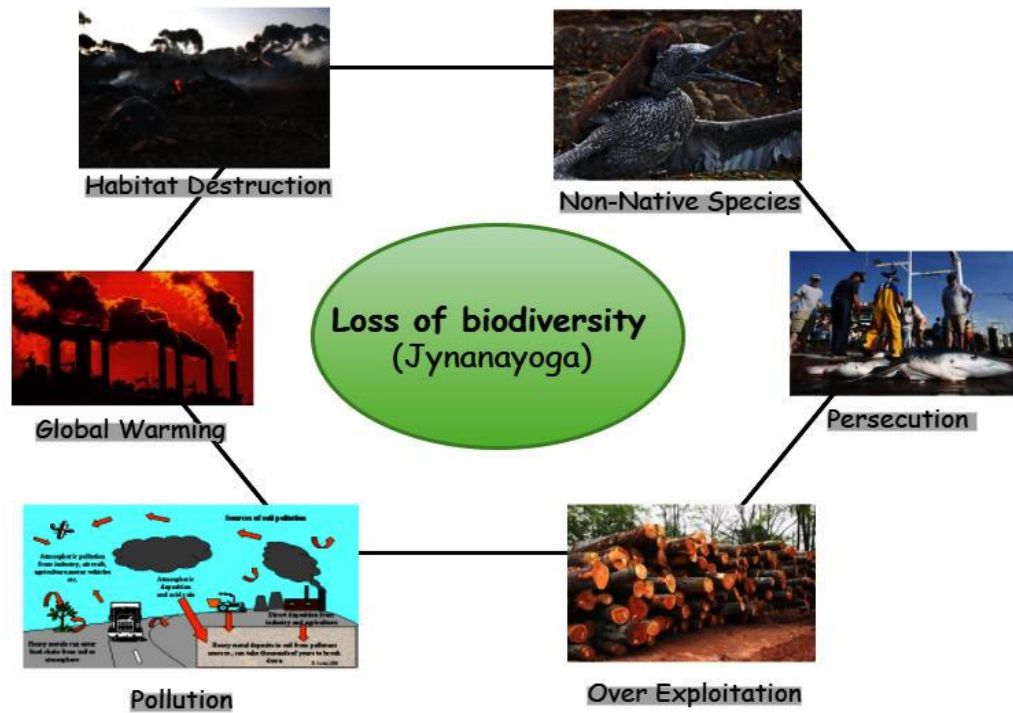 Habitat Destruction
Non-Native Species
Loss of biodiversity
(Jynanayoga)
Global Warming
Persecution
Sources of soil pollution
Atmospheric pollution
from industry, aircraft,
agriculture,motor vehicles
etc.
Atmospheric
deposition
and acid rain
Direct deposition from
industry and agriculture
Heavy metals can enter
food chain from soil or
atmosphere
Heavy metal deposits in soil from pollutant
sources , can take thousands of years to break
down
Pollution
Over Exploitation